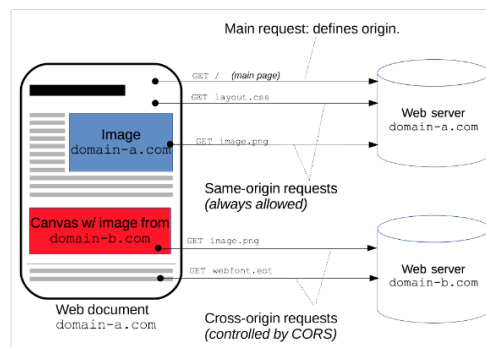 Main request: defines origin.
GET / (main page)
GET layout.css
Image
domain-a.com
GET image.png
Web server
domain-a.com
Same-origin requests
(always allowed)
Canvas w/ image from
domain-b.com
GET image.png
GET webfont.eot
Web server
domain-b.com
Web document
domain-a.com
Cross-origin requests
(controlled by CORS)